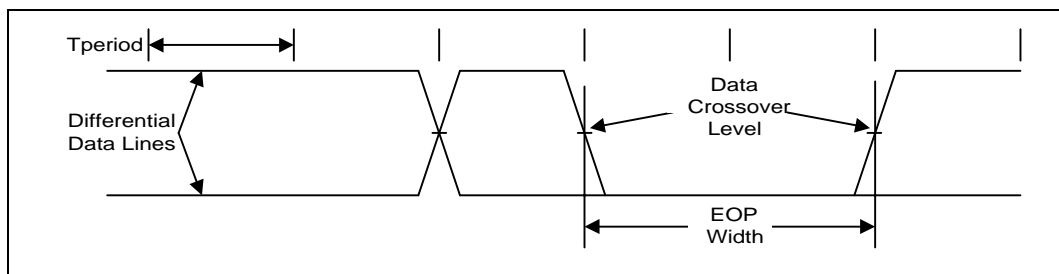 Tperiod
Differential
Data Lines
Data
Crossover
Level
EOP
Width